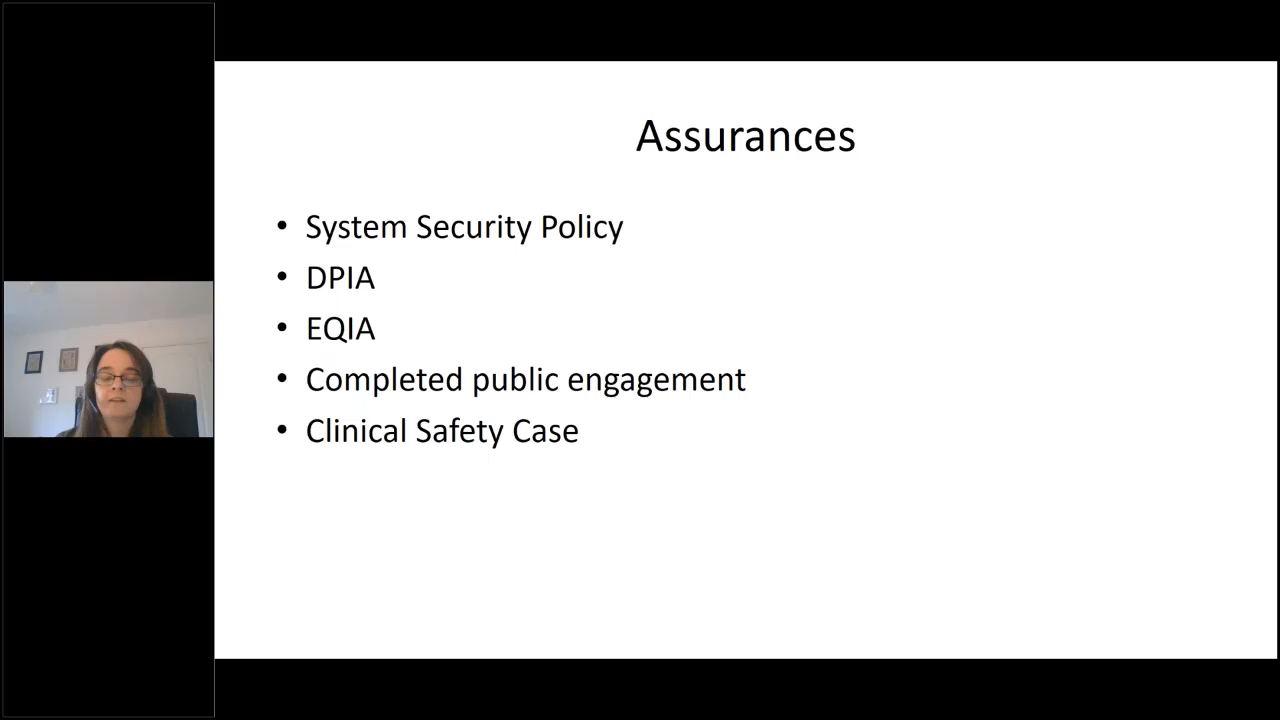 Assurances
• System Security Policy
• DPIA
• EQIA
• Completed public engagement
• Clinical Safety Case